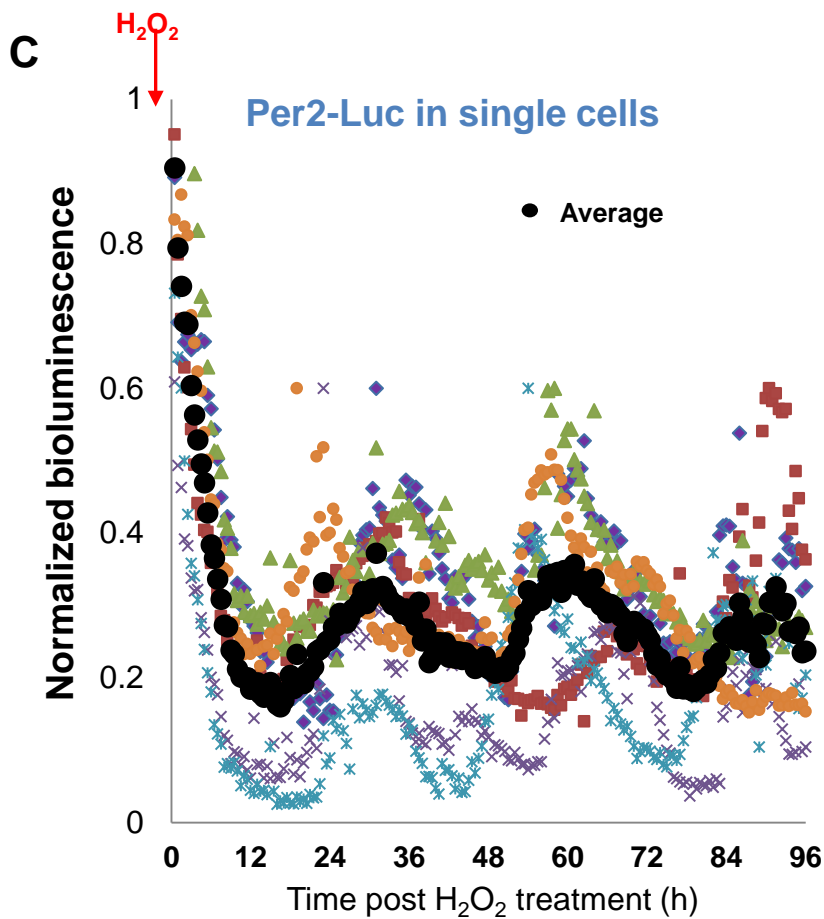 H₂O₂
C
Per2-Luc in single cells
Average
Normalized bioluminescence
1
0.8
0.6
0.4
0.2
0
0 12 24 36 48 60 72 84 96
Time post H₂O₂ treatment (h)